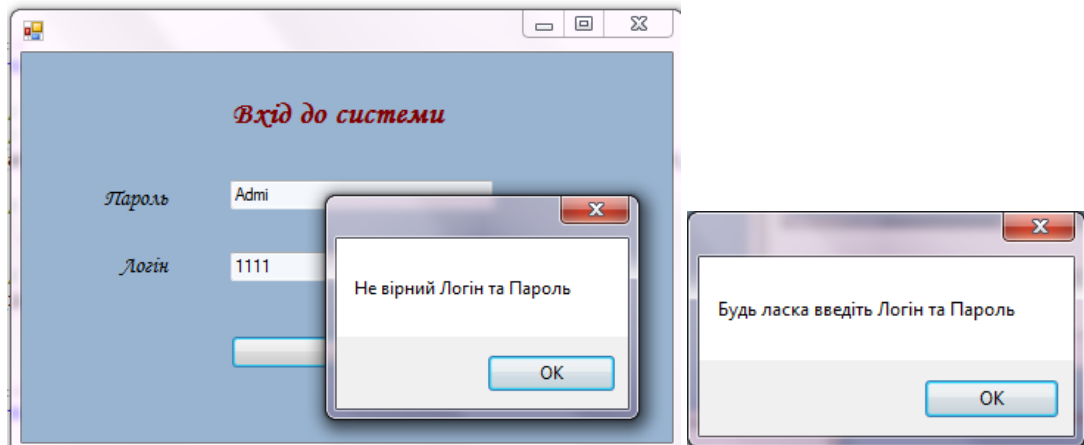 Вхід до системи
Пароль
Admi
Логін
1111
Не вірний Логін та Пароль
OK
Будь ласка введіть Логін та Пароль
OK